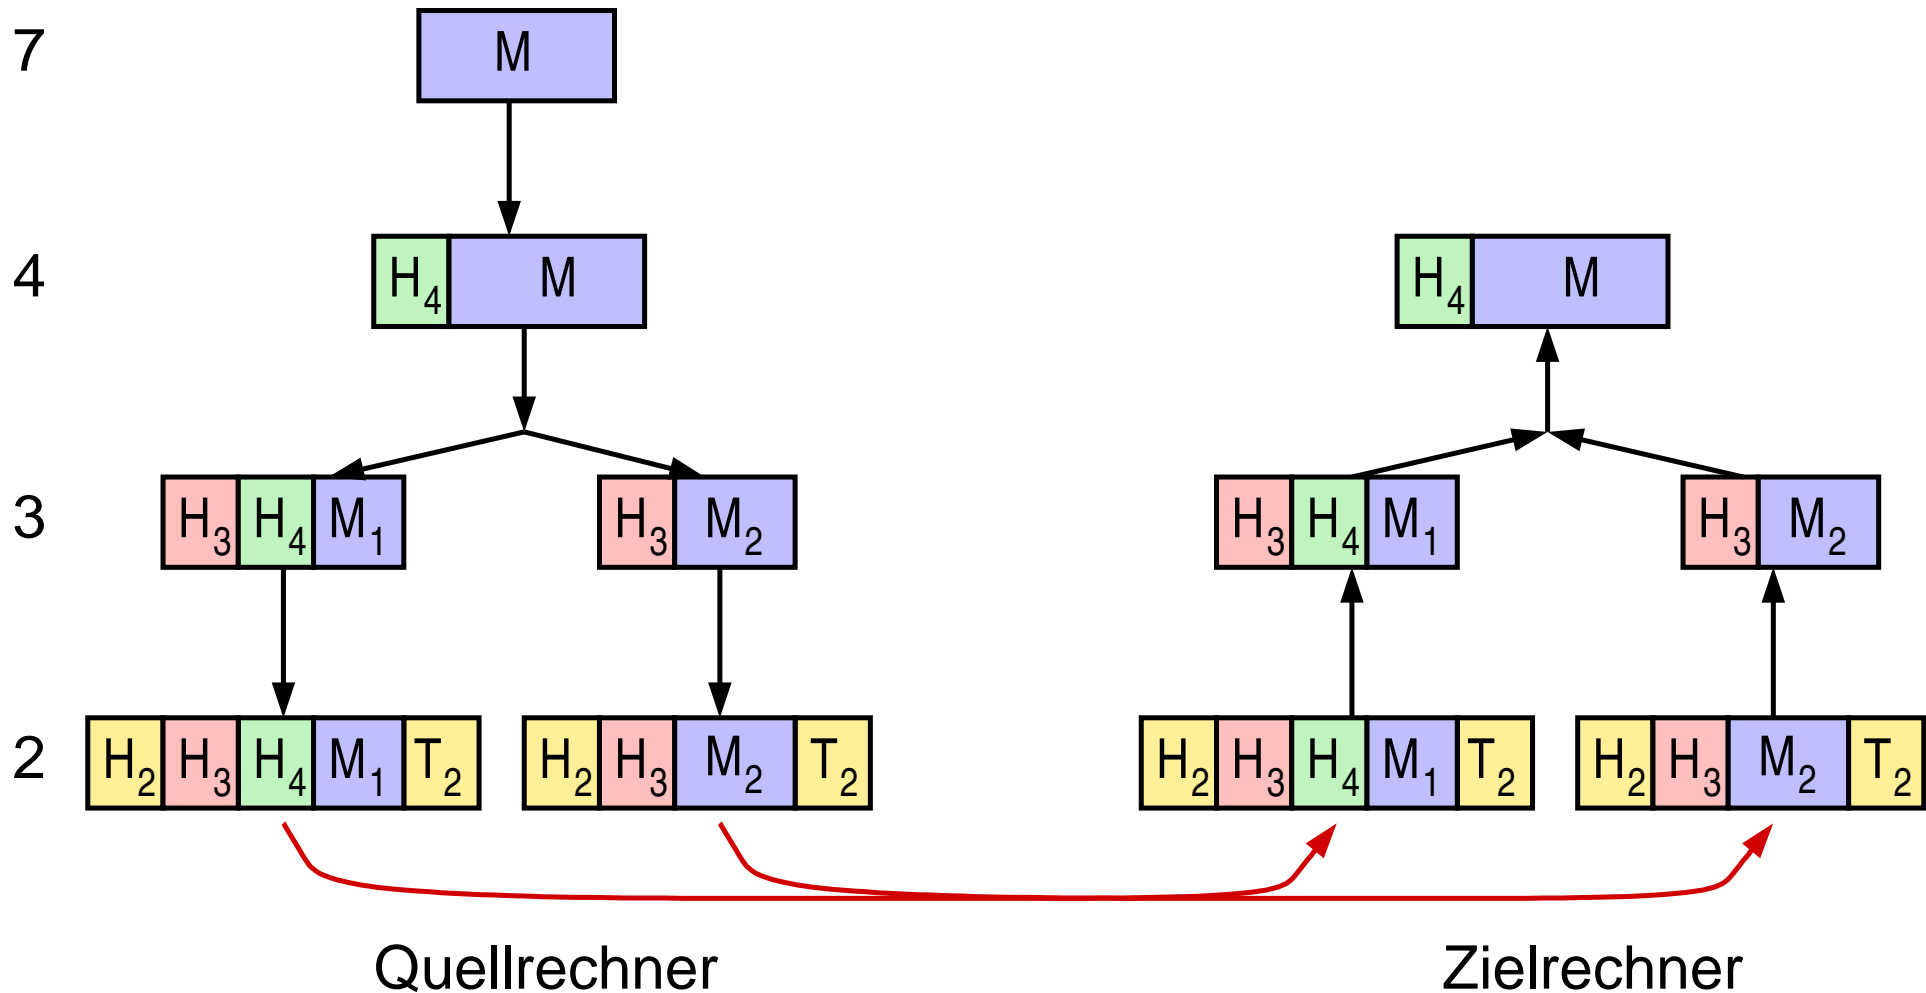 7 M
4 H₄ M H₄ M
3 H₃ H₄ M₁ H₃ M₂ H₃ H₄ M₁ H₃ M₂
2 H₂ H₃ H₄ M₁ T₂ H₂ H₃ M₂ T₂ H₂ H₃ H₄ M₁ T₂ H₂ H₃ M₂ T₂
Quellrechner Zielrechner